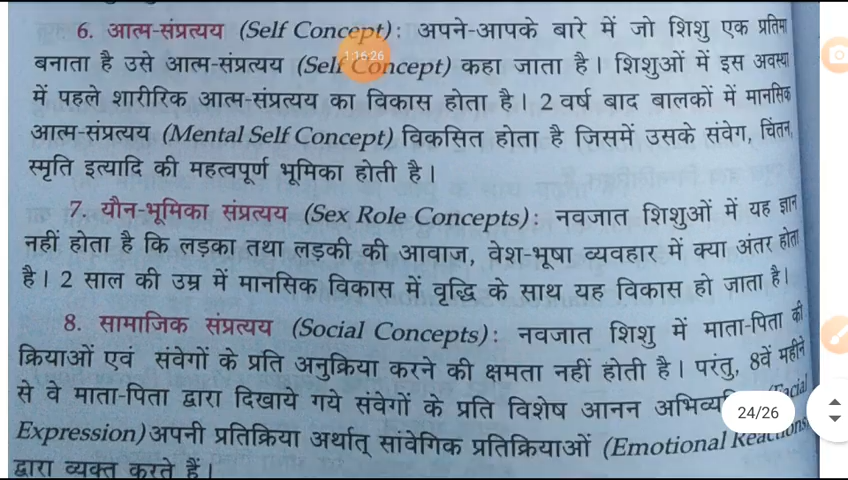 6. आत्म-संप्रत्यय (Self Concept): अपने-आपके बारे में जो शिशु एक प्रतिमा
1:16:26
बनाता है उसे आत्म-संप्रत्यय (Self Concept) कहा जाता है। शिशुओं में इस अवस्था
में पहले शारीरिक आत्म-संप्रत्यय का विकास होता है। 2 वर्ष बाद बालकों में मानसिक
आत्म-संप्रत्यय (Mental Self Concept) विकसित होता है जिसमें उसके संवेग, चिंतन,
स्मृति इत्यादि की महत्वपूर्ण भूमिका होती है।
7. यौन-भूमिका संप्रत्यय (Sex Role Concepts): नवजात शिशुओं में यह ज्ञान
नहीं होता है कि लड़का तथा लड़की की आवाज, वेश-भूषा व्यवहार में क्या अंतर होता
है। 2 साल की उम्र में मानसिक विकास में वृद्धि के साथ यह विकास हो जाता है।
8. सामाजिक संप्रत्यय (Social Concepts): नवजात शिशु में माता-पिता की
क्रियाओं एवं संवेगों के प्रति अनुक्रिया करने की क्षमता नहीं होती है। परंतु, 8वें महीने
से वे माता-पिता द्वारा दिखाये गये संवेगों के प्रति विशेष आनन
24/26
Expression) अपनी प्रतिक्रिया अर्थात् सांवेगिक प्रतिक्रियाओं (Emotional Reactions)
द्वारा व्यक्त करते हैं।